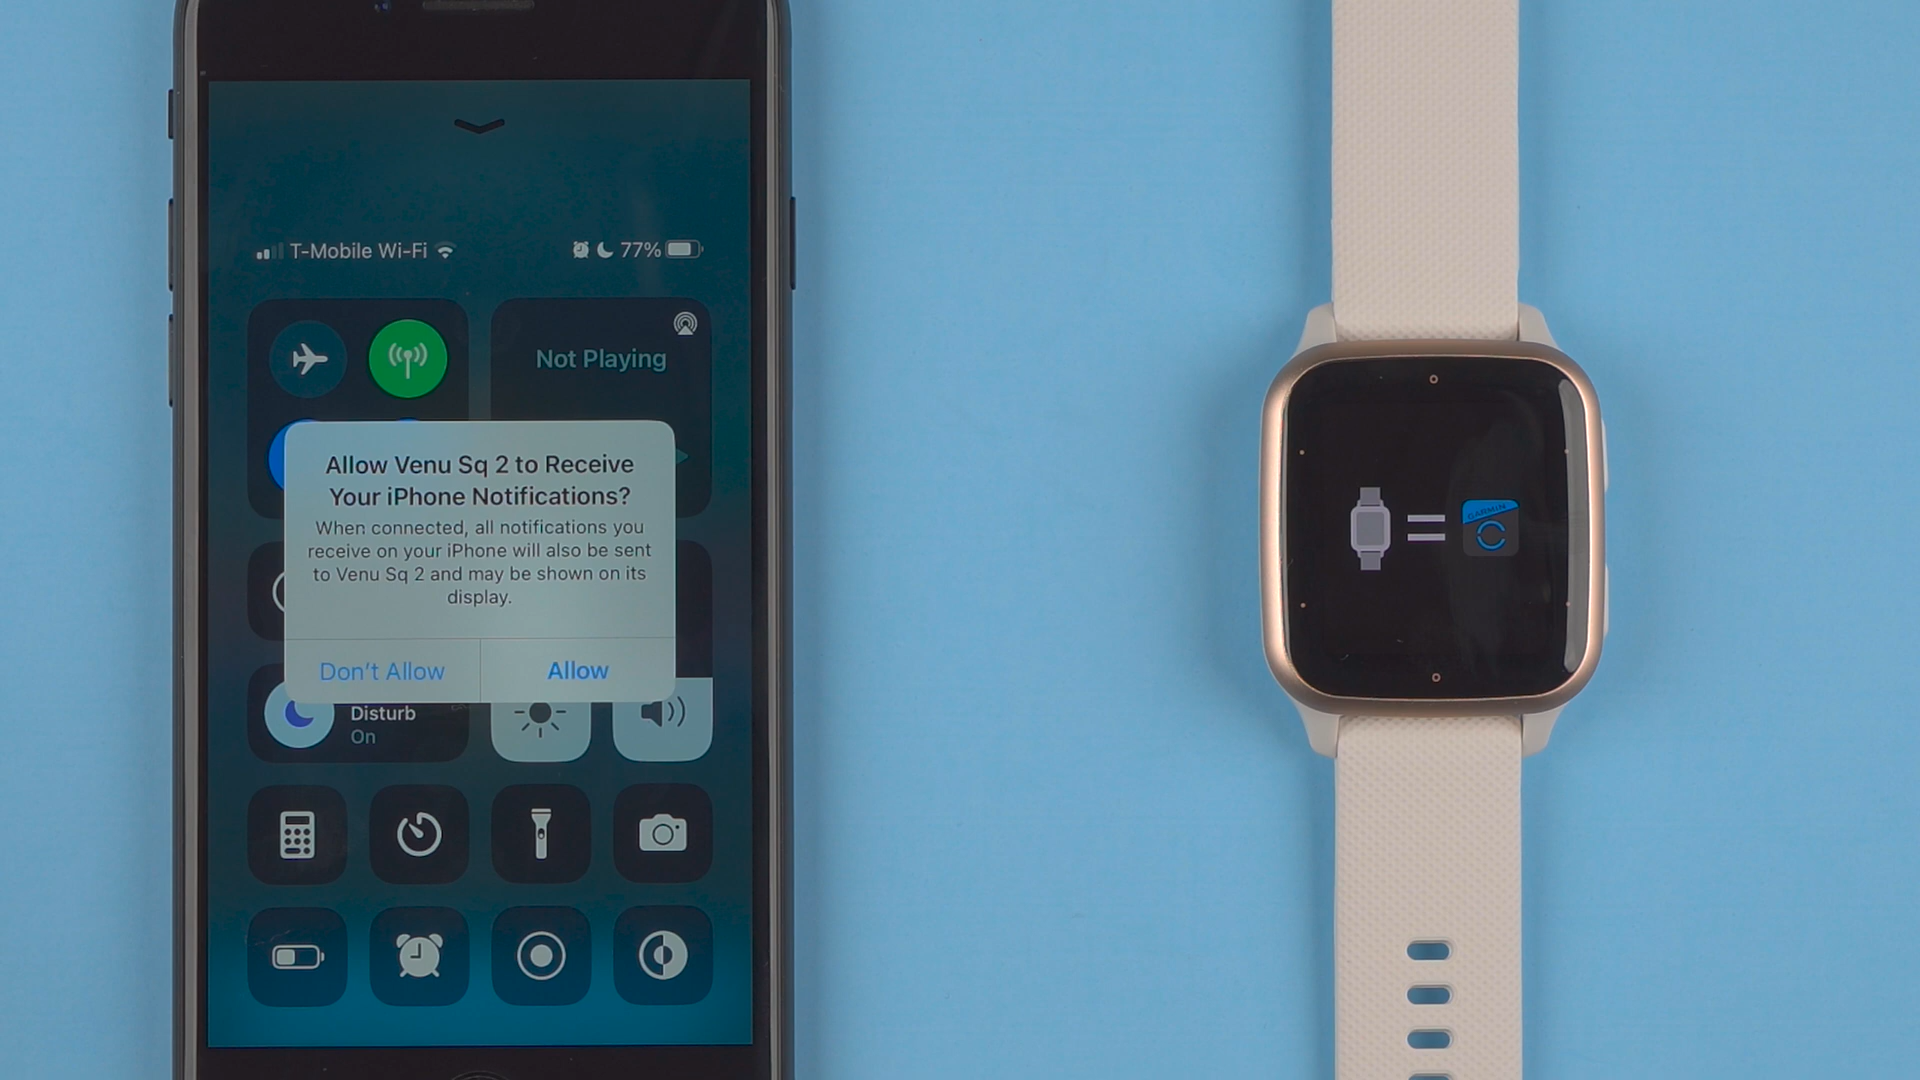 T-Mobile Wi-Fi
77%
Not Playing
Allow Venu Sq 2 to Receive
Your iPhone Notifications?
When connected, all notifications you
receive on your iPhone will also be sent
to Venu Sq 2 and may be shown on its
display.
Don't Allow
Allow
Disturb
On
GARMIN